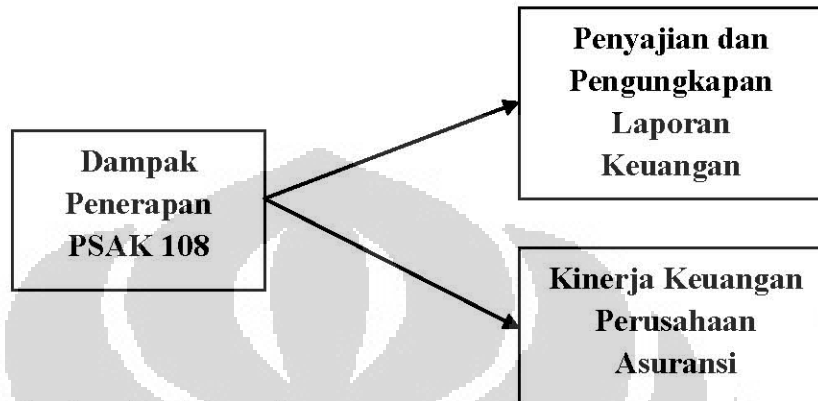 Dampak
Penerapan
PSAK 108
Penyajian dan
Pengungkapan
Laporan
Keuangan
Kinerja Keuangan
Perusahaan
Asuransi